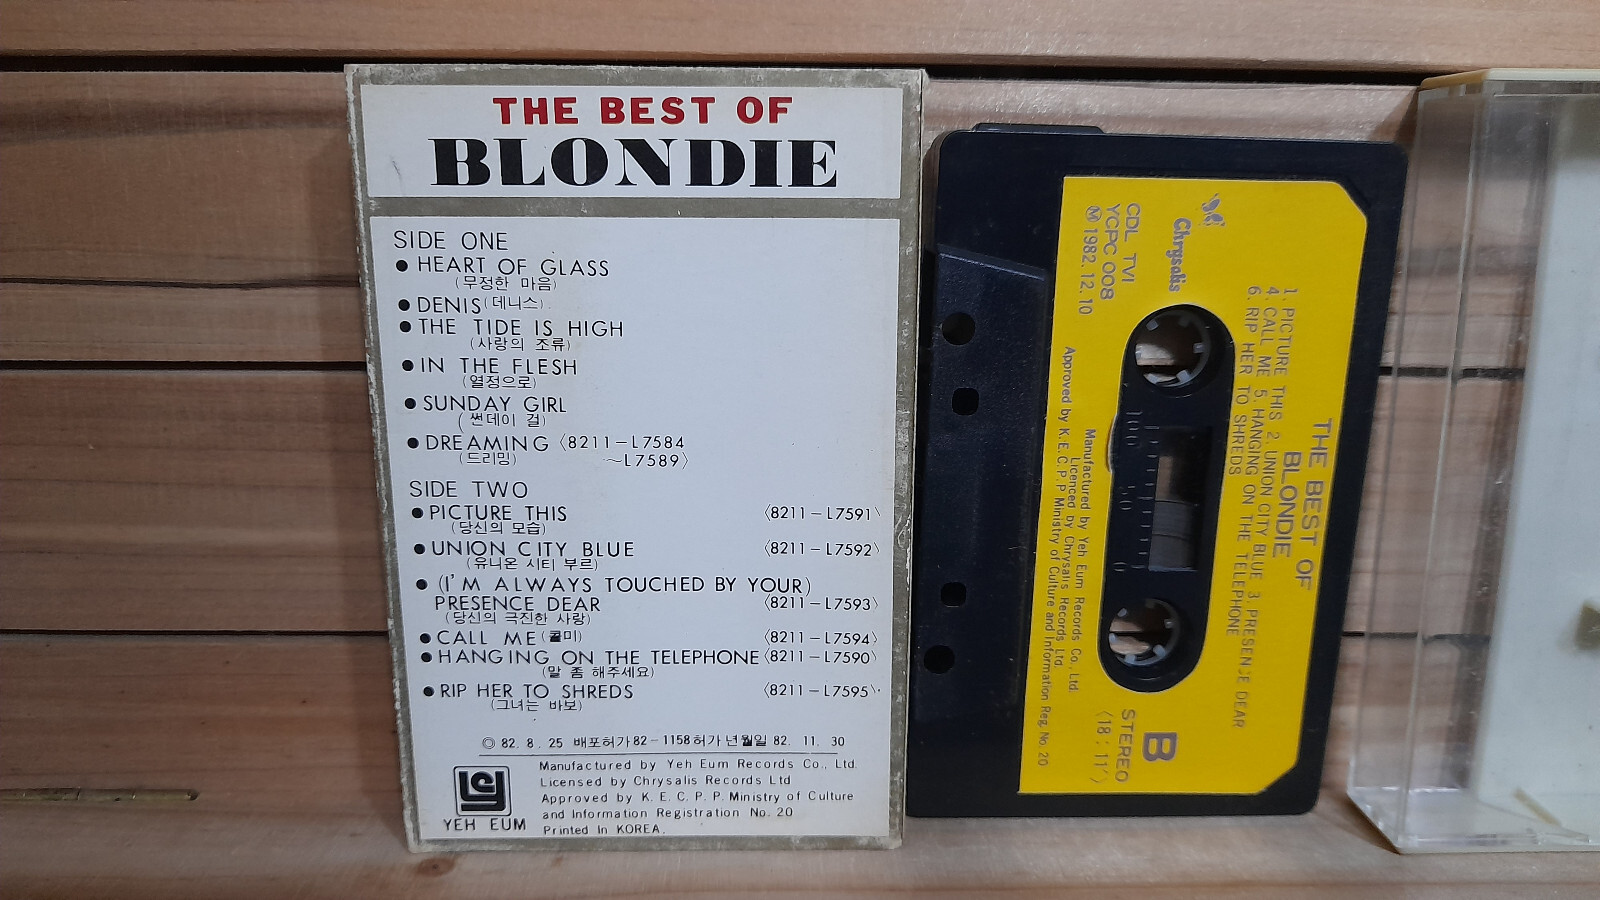 THE BEST OF
BLONDIE
SIDE ONE
● HEART OF GLASS
(무정한 마음)
● DENIS (데니스).
● THE TIDE IS HIGH
(사랑의 조류)
● IN THE FLESH
(열정으로)
● SUNDAY GIRL
(썬데이 걸)
● DREAMING 〈8211-L7584
(드리밍) ~L7589〉
SIDE TWO
● PICTURE THIS 〈8211-L7591〉
(당신의 모습)
● UNION CITY BLUE 〈8211-L7592〉
(유니온 시티 부르)
● (I'M ALWAYS TOUCHED BY YOUR)
PRESENCE DEAR 〈8211-L7593〉
(당신의 극진한 사랑)
● CALL ME (콜미) 〈8211-L7594〉
● HANGING ON THE TELEPHONE 〈8211-L7590〉
(말 좀 해주세요)
● RIP HER TO SHREDS 〈8211-L7595〉
(그녀는 바보)
◎ 82. 8. 25 배포허가 82-1158 허가 년월일 82. 11. 30
Manufactured by Yeh Eum Records Co., Ltd.
Licensed by Chrysalis Records Ltd
Approved by K. E. C. P. P. Ministry of Culture
and Information Registration No. 20
Printed In KOREA.
YEH EUM
THE BEST OF
BLONDIE
1. PICTURE THIS 2. UNION CITY BLUE 3. PRESENCE DEAR
4. CALL ME 5. HANGING ON THE TELEPHONE
6. RIP HER TO SHREDS
Chrysalis
CDL TV1
YCPC 008
Ⓜ 1982. 12. 10
B
STEREO
〈18 : 11′〉
100 50 0
Manufactured by Yeh Eum Records Co., Ltd.
Licenced by Chrysalis Records Ltd.
Approved by K. E. C. P. P Ministry of Culture and Information Reg. No. 20